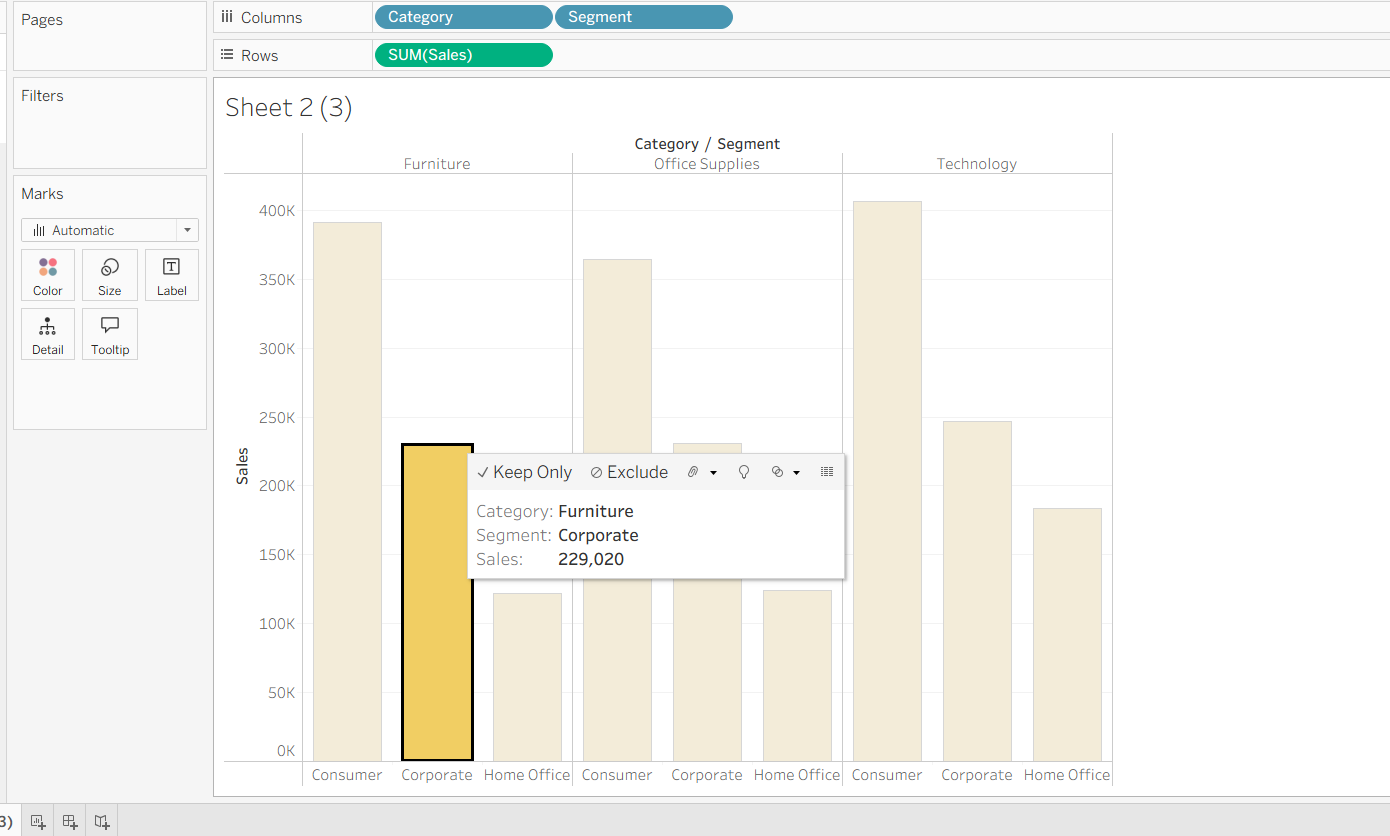 Pages
Columns
Category
Segment
Rows
SUM(Sales)
Filters
Marks
Automatic
Color
Size
Label
Detail
Tooltip
Sheet 2 (3)
Category / Segment
Furniture
Office Supplies
Technology
Sales
400K
350K
300K
250K
200K
150K
100K
50K
0K
Keep Only
Exclude
Category: Furniture
Segment: Corporate
Sales: 229,020
Consumer
Corporate
Home Office
Consumer
Corporate
Home Office
Consumer
Corporate
Home Office
3)